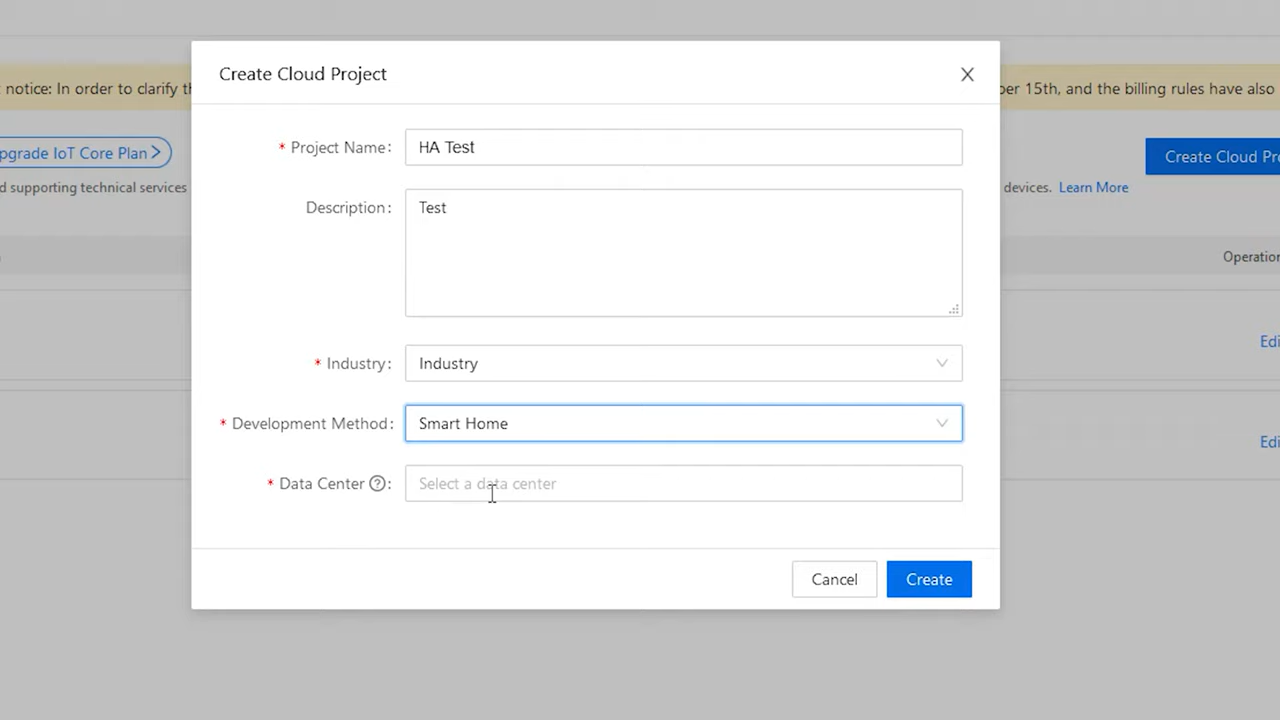 Create Cloud Project
notice: In order to clarify th
per 15th, and the billing rules have also
* Project Name: HA Test
pgrade IoT Core Plan >
Create Cloud Pro
d supporting technical services
devices. Learn More
Description: Test
Operation
* Industry: Industry
Edi
* Development Method: Smart Home
Edi
* Data Center ?: Select a data center
Cancel
Create